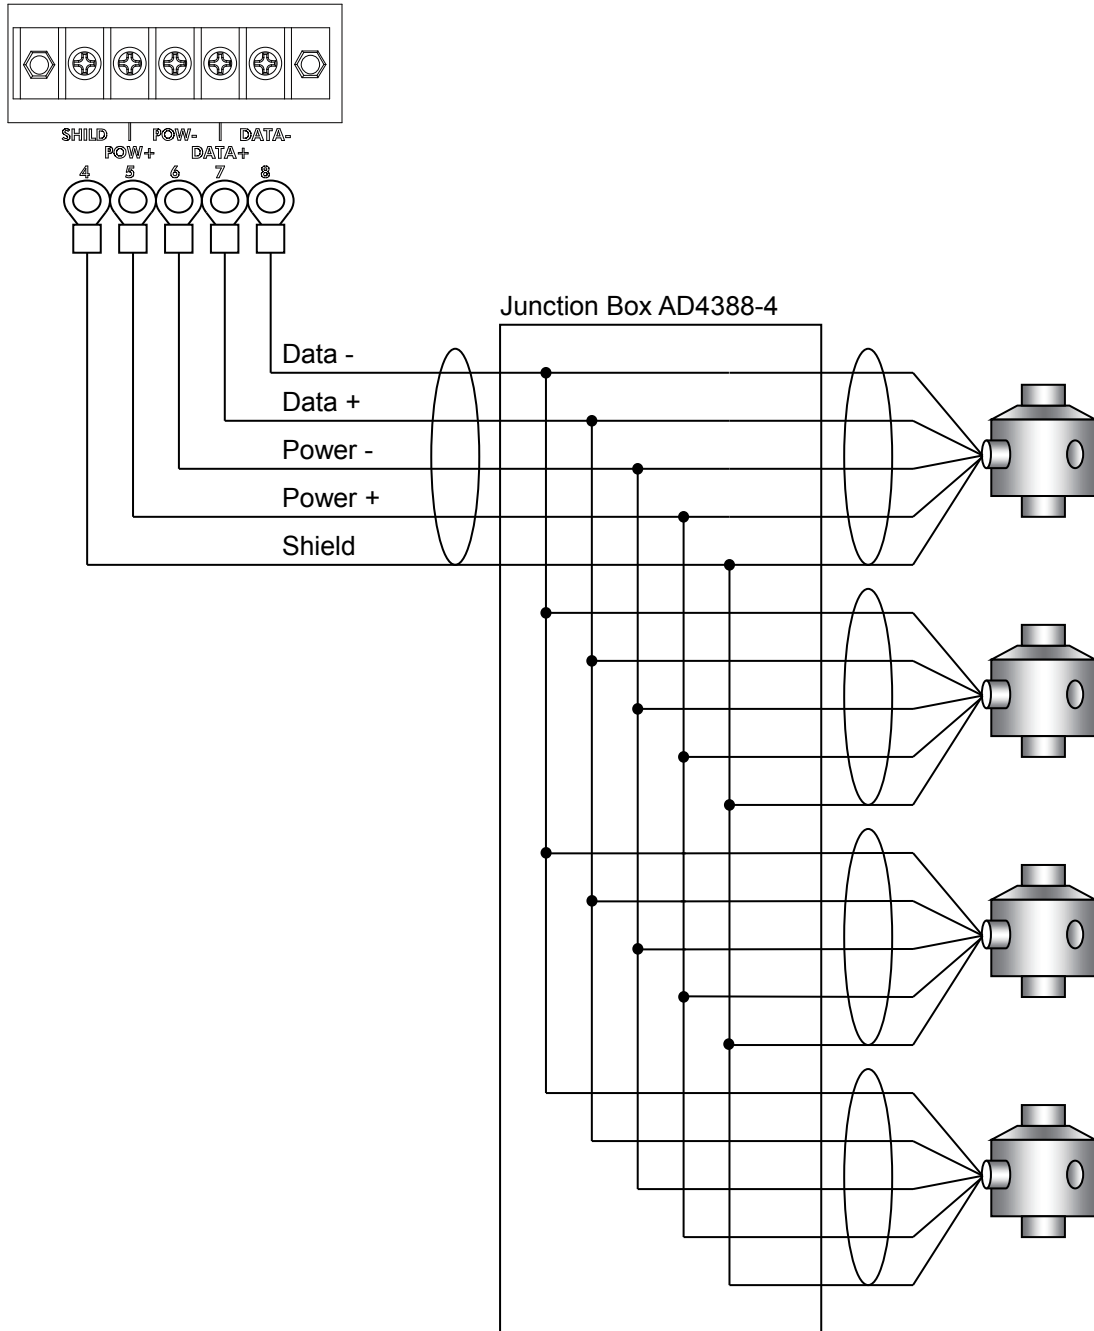 SHILD | POW- | DATA-
POW+ DATA+
4 5 6 7 8
Junction Box AD4388-4
Data -
Data +
Power -
Power +
Shield